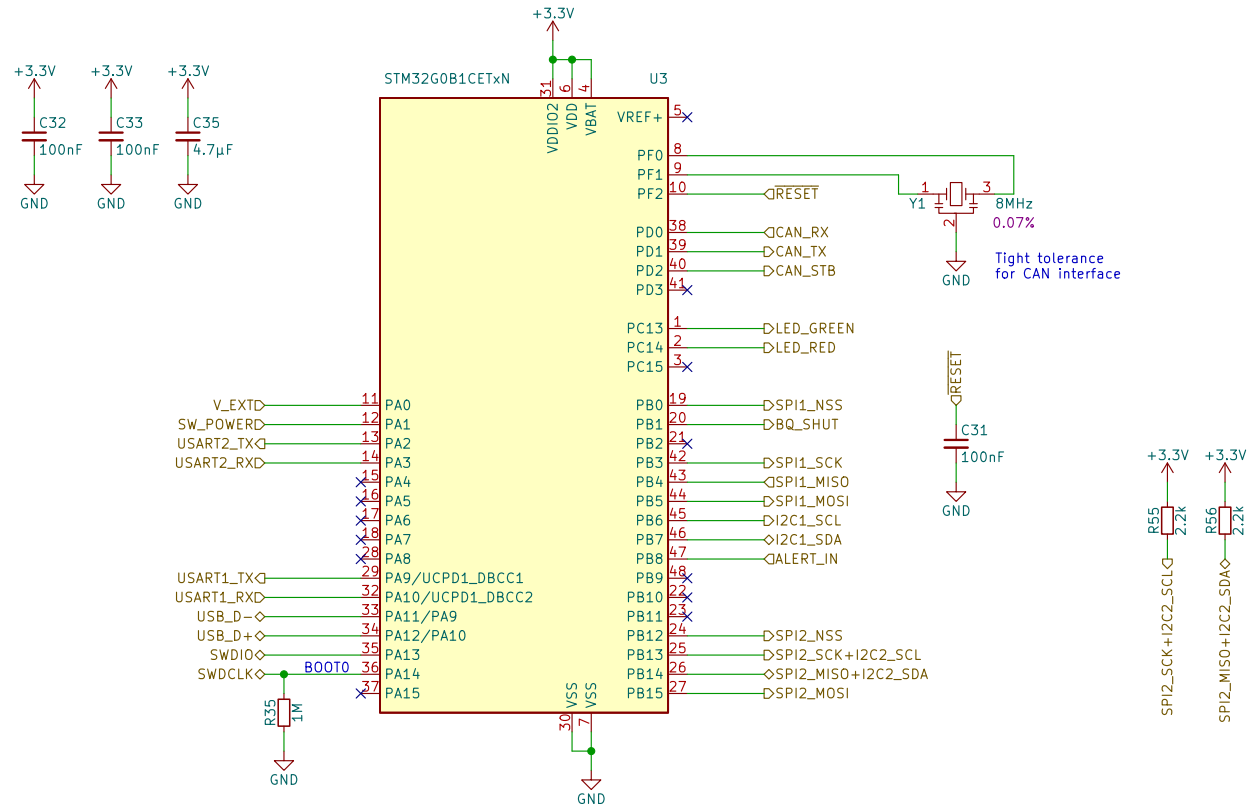 +3.3V
+3.3V
+3.3V
+3.3V
STM32G0B1CETxN
U3
C32
100nF
GND
C33
100nF
GND
C35
4.7µF
GND
31
6
4
VDDIO2
VDD
VBAT
VREF+ 5
PF0 8
PF1 9
PF2 10 RESET
PD0 38 CAN_RX
PD1 39 CAN_TX
PD2 40 CAN_STB
PD3 41
PC13 1 LED_GREEN
PC14 2 LED_RED
PC15 3
PB0 19 SPI1_NSS
PB1 20 BQ_SHUT
PB2 21
PB3 42 SPI1_SCK
PB4 43 SPI1_MISO
PB5 44 SPI1_MOSI
PB6 45 I2C1_SCL
PB7 46 I2C1_SDA
PB8 47 ALERT_IN
PB9 48
PB10 22
PB11 23
PB12 24 SPI2_NSS
PB13 25 SPI2_SCK+I2C2_SCL
PB14 26 SPI2_MISO+I2C2_SDA
PB15 27 SPI2_MOSI
V_EXT 11 PA0
SW_POWER 12 PA1
USART2_TX 13 PA2
USART2_RX 14 PA3
15 PA4
16 PA5
17 PA6
18 PA7
28 PA8
USART1_TX 29 PA9/UCPD1_DBCC1
USART1_RX 32 PA10/UCPD1_DBCC2
USB_D- 33 PA11/PA9
USB_D+ 34 PA12/PA10
SWDIO 35 PA13
SWDCLK BOOT0 36 PA14
37 PA15
R35
1M
GND
VSS
VSS
30
7
GND
1
3
Y1
2
8MHz
0.07%
GND
Tight tolerance
for CAN interface
RESET
C31
100nF
GND
+3.3V
R55
2.2k
SPI2_SCK+I2C2_SCL
+3.3V
R56
2.2k
SPI2_MISO+I2C2_SDA